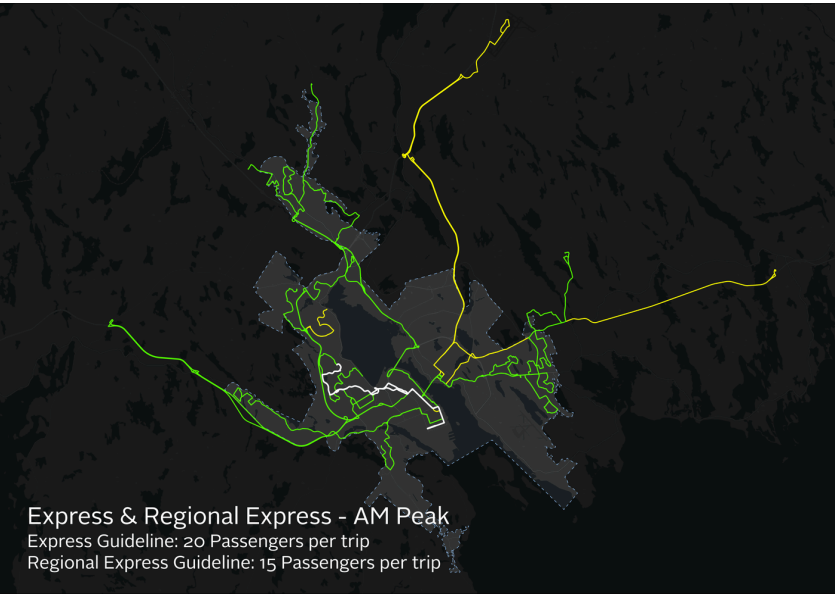 Express & Regional Express - AM Peak
Express Guideline: 20 Passengers per trip
Regional Express Guideline: 15 Passengers per trip